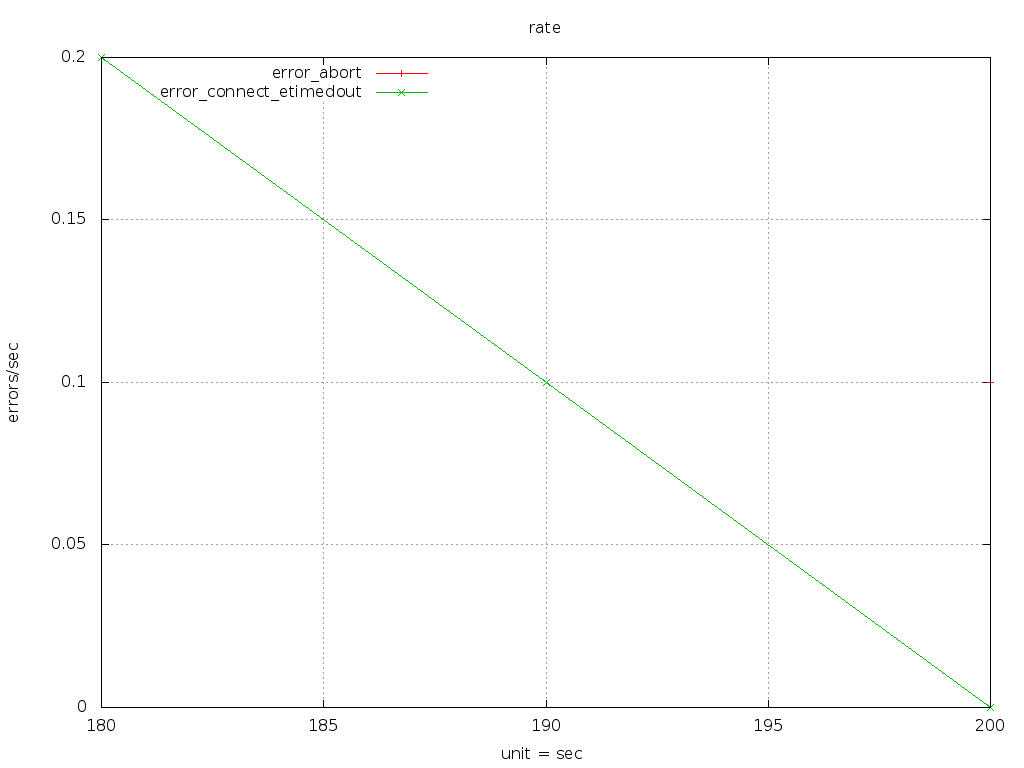 rate
0.2
error_abort
error_connect_etimedout
0.15
0.1
0.05
0
errors/sec
180 185 190 195 200
unit = sec